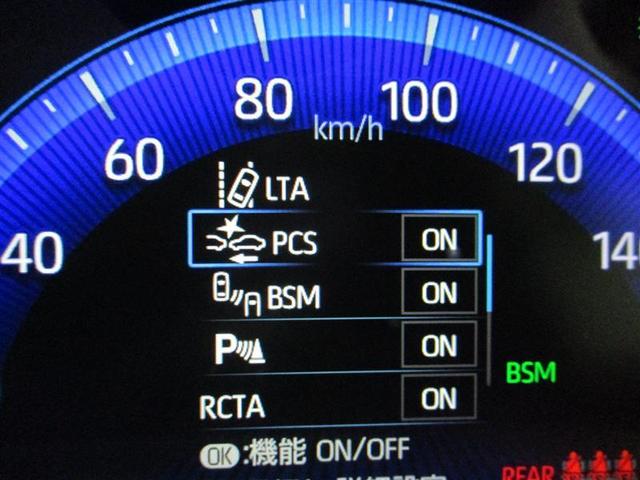 80
100
km/h
60
120
40
14
LTA
PCS ON
BSM ON
P ON
BSM
RCTA ON
OK:機能 ON/OFF
REAR